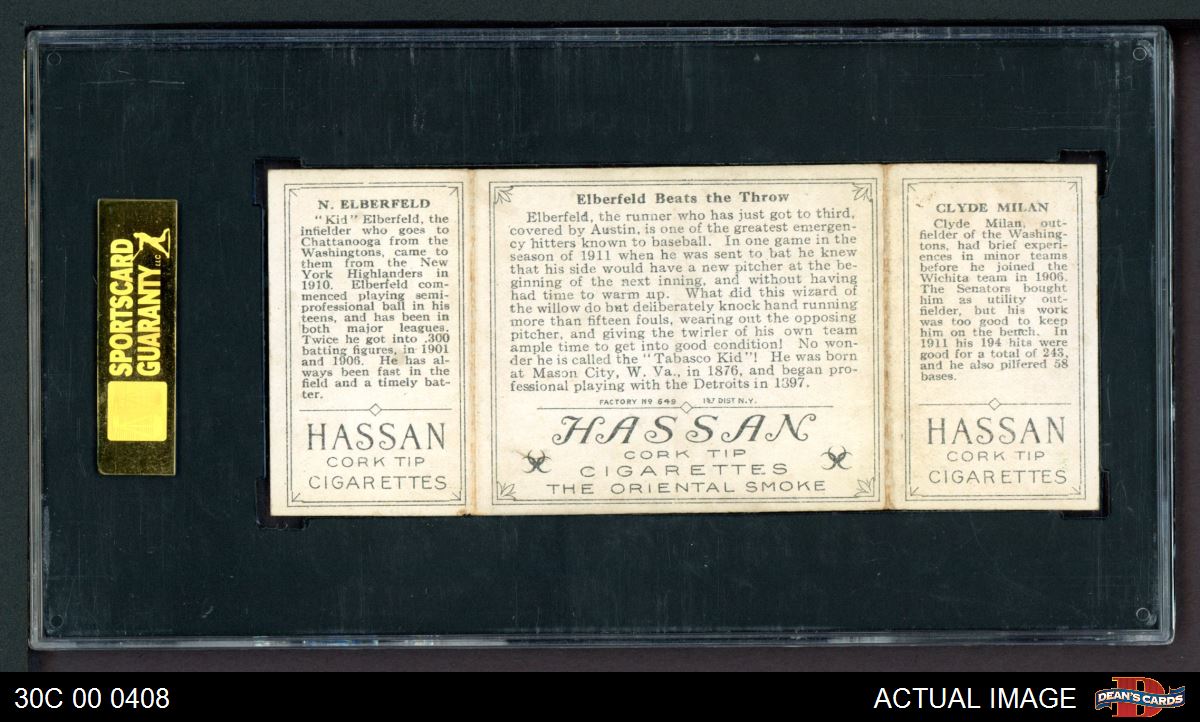 SPORTSCARD
GUARANTY LLC
N. ELBERFELD
"Kid" Elberfeld, the
infielder who goes to
Chattanooga from the
Washingtons, came to
them from the New
York Highlanders in
1910. Elberfeld com-
menced playing semi-
professional ball in his
teens, and has been in
both major leagues.
Twice he got into .300
batting figures, in 1901
and 1906. He has al-
ways been fast in the
field and a timely bat-
ter.
HASSAN
CORK TIP
CIGARETTES
Elberfeld Beats the Throw
Elberfeld, the runner who has just got to third,
covered by Austin, is one of the greatest emergen-
cy hitters known to baseball. In one game in the
season of 1911 when he was sent to bat he knew
that his side would have a new pitcher at the be-
ginning of the next inning, and without having
had time to warm up. What did this wizard of
the willow do but deliberately knock hand running
more than fifteen fouls, wearing out the opposing
pitcher, and giving the twirler of his own team
ample time to get into good condition! No won-
der he is called the "Tabasco Kid"! He was born
at Mason City, W. Va., in 1876, and began pro-
fessional playing with the Detroits in 1397.
FACTORY Nº 649 1ST DIST. N.Y.
HASSAN
CORK TIP
CIGARETTES
THE ORIENTAL SMOKE
CLYDE MILAN
Clyde Milan, out-
fielder of the Washing-
tons, had brief experi-
ences in minor teams
before he joined the
Wichita team in 1906.
The Senators bought
him as utility out-
fielder, but his work
was too good to keep
him on the bench. In
1911 his 194 hits were
good for a total of 243,
and he also pilfered 58
bases.
HASSAN
CORK TIP
CIGARETTES
30C 00 0408
ACTUAL IMAGE
DEAN'S CARDS